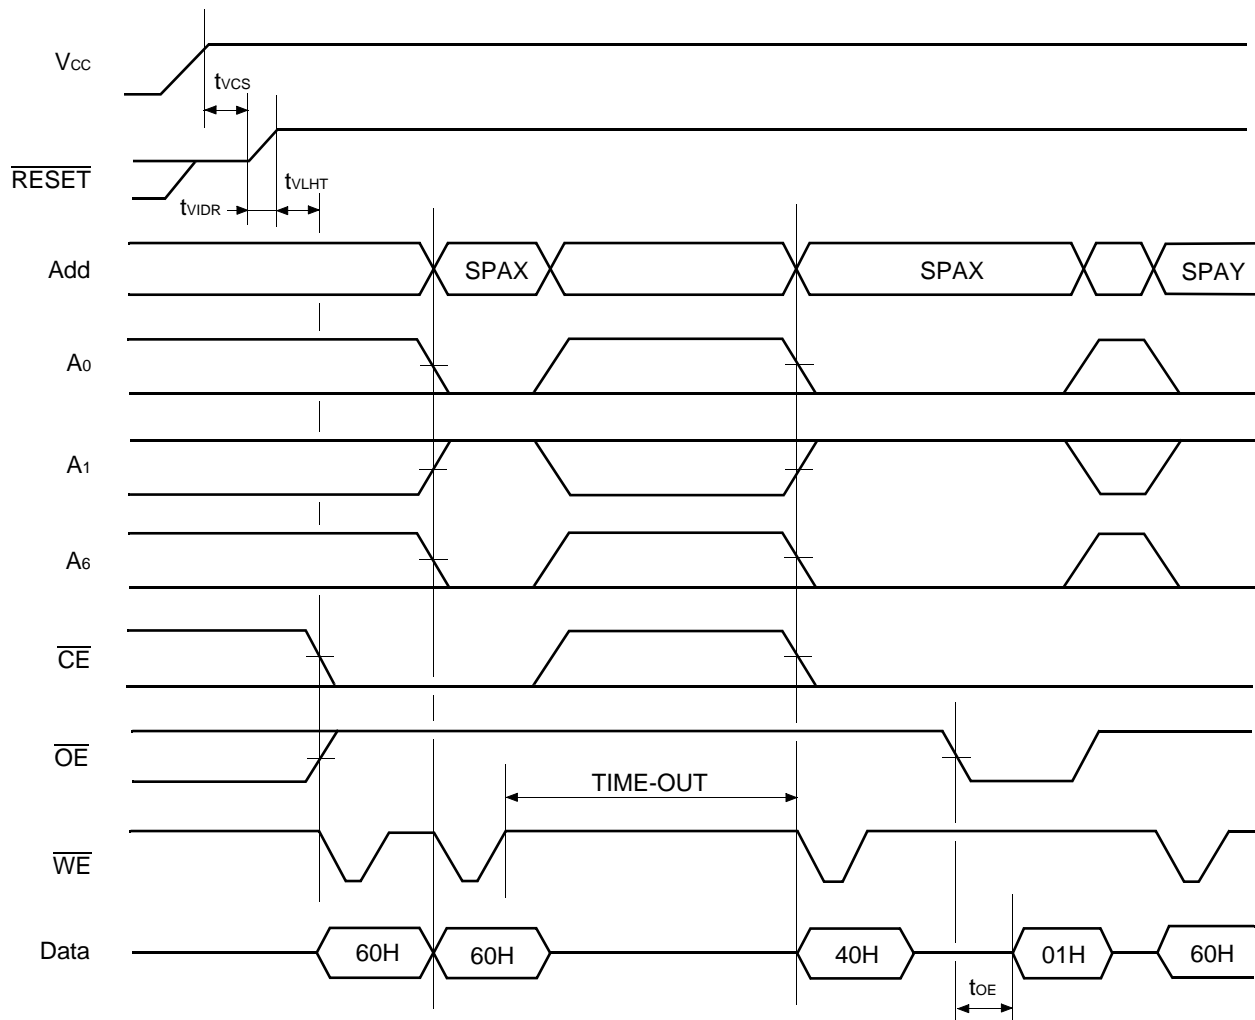 VCC
tVCS
RESET
tVLHT
tVIDR
Add SPAX SPAX SPAY
A0
A1
A6
CE
OE
TIME-OUT
WE
Data 60H 60H 40H 01H 60H
tOE